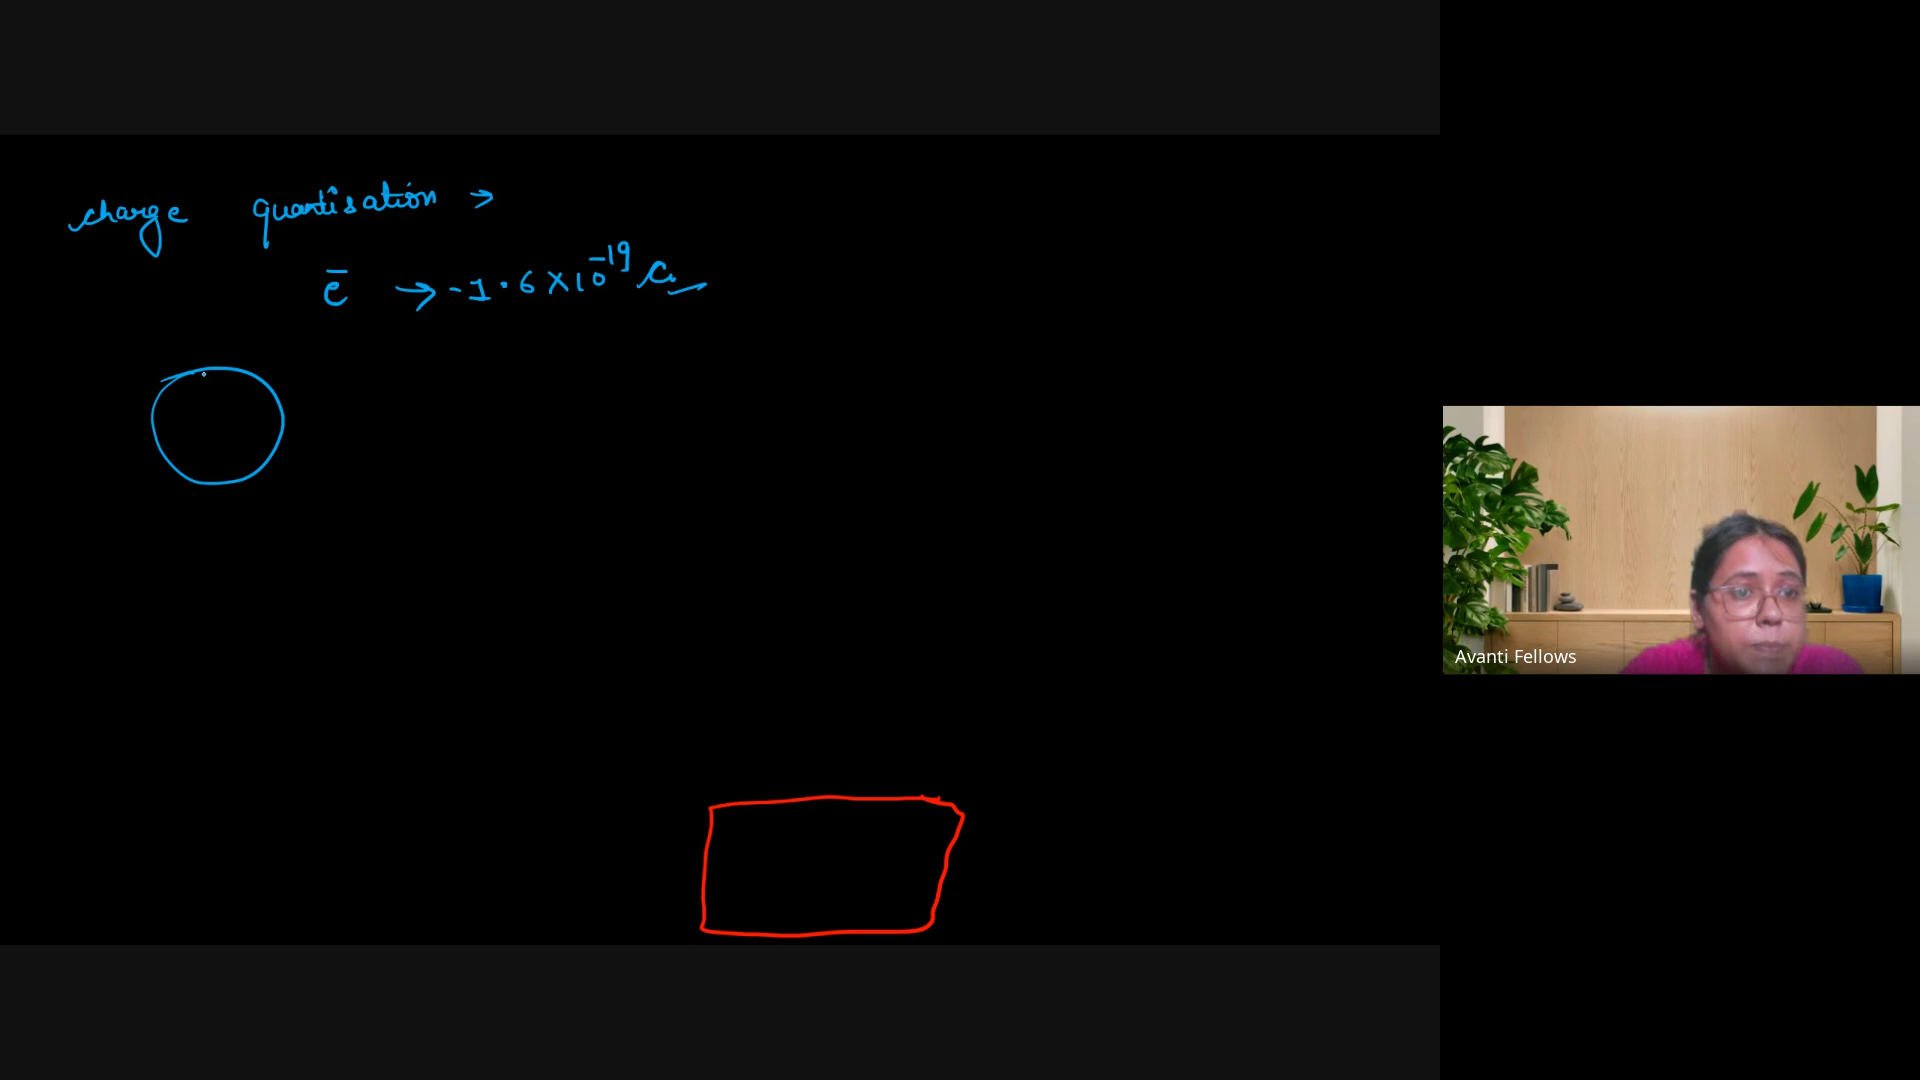 charge quantisation →
e̅ → -1.6 X 10⁻¹⁹ C
Avanti Fellows